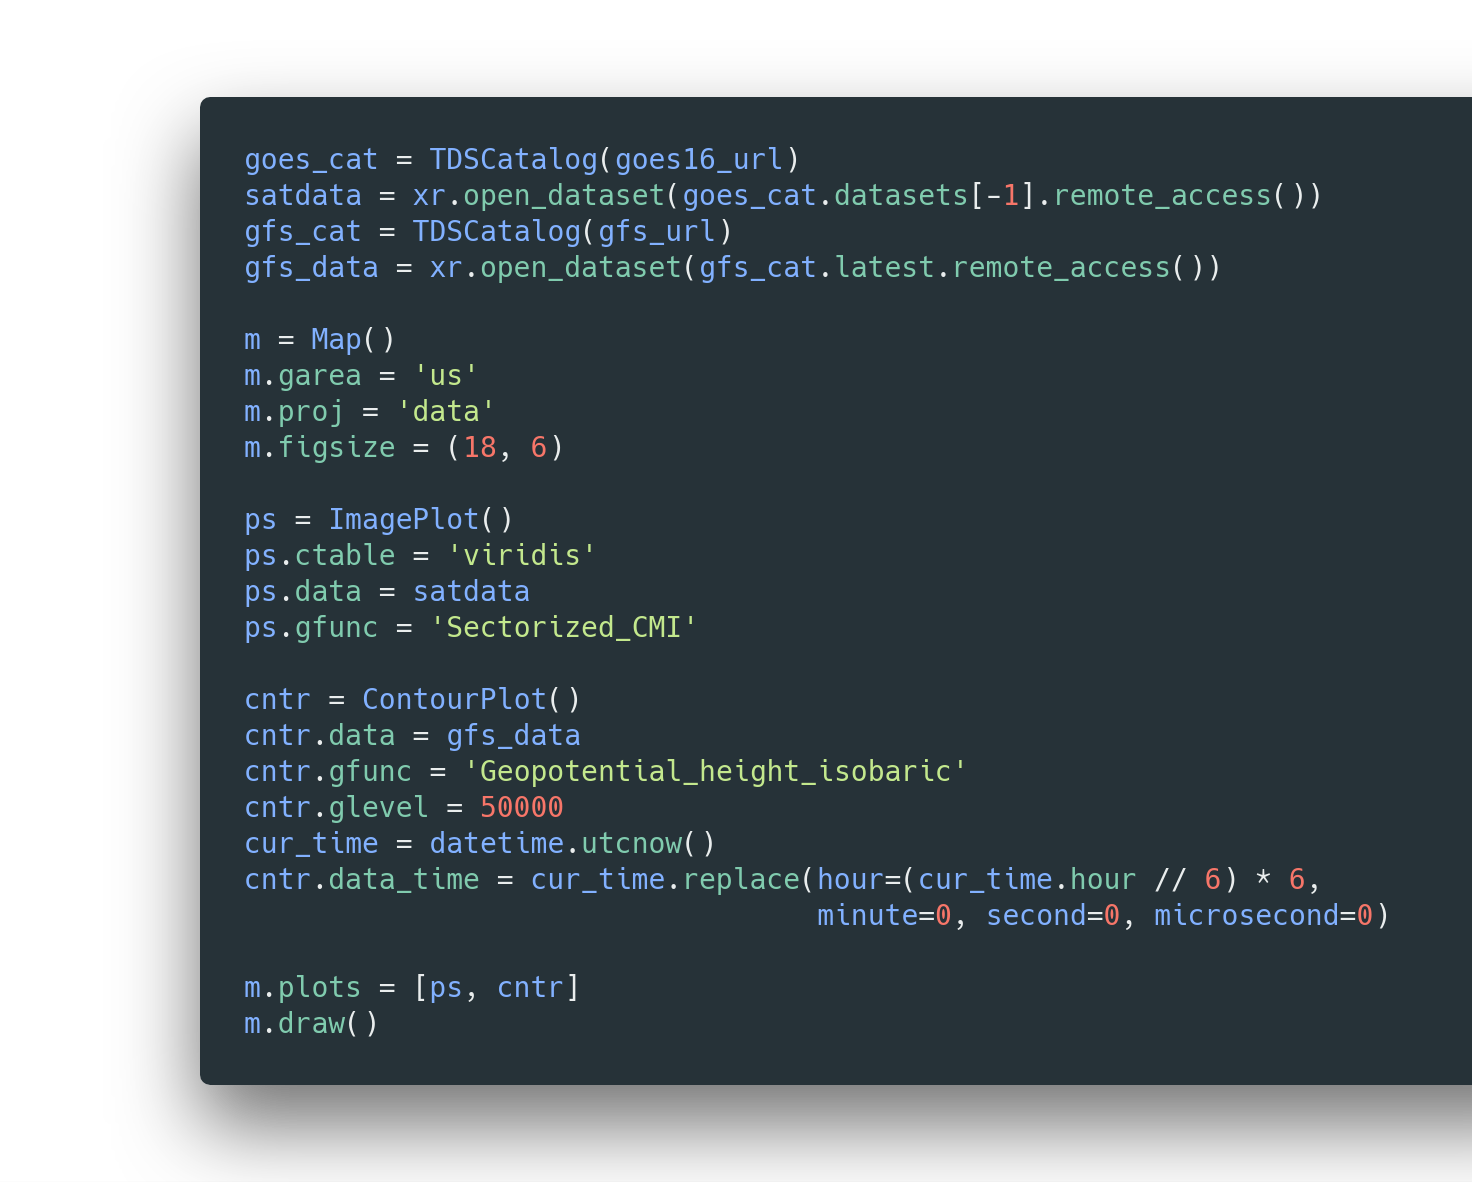 goes_cat = TDSCatalog(goes16_url)
satdata = xr.open_dataset(goes_cat.datasets[-1].remote_access())
gfs_cat = TDSCatalog(gfs_url)
gfs_data = xr.open_dataset(gfs_cat.latest.remote_access())

m = Map()
m.garea = 'us'
m.proj = 'data'
m.figsize = (18, 6)

ps = ImagePlot()
ps.ctable = 'viridis'
ps.data = satdata
ps.gfunc = 'Sectorized_CMI'

cntr = ContourPlot()
cntr.data = gfs_data
cntr.gfunc = 'Geopotential_height_isobaric'
cntr.glevel = 50000
cur_time = datetime.utcnow()
cntr.data_time = cur_time.replace(hour=(cur_time.hour // 6) * 6,
                                  minute=0, second=0, microsecond=0)

m.plots = [ps, cntr]
m.draw()